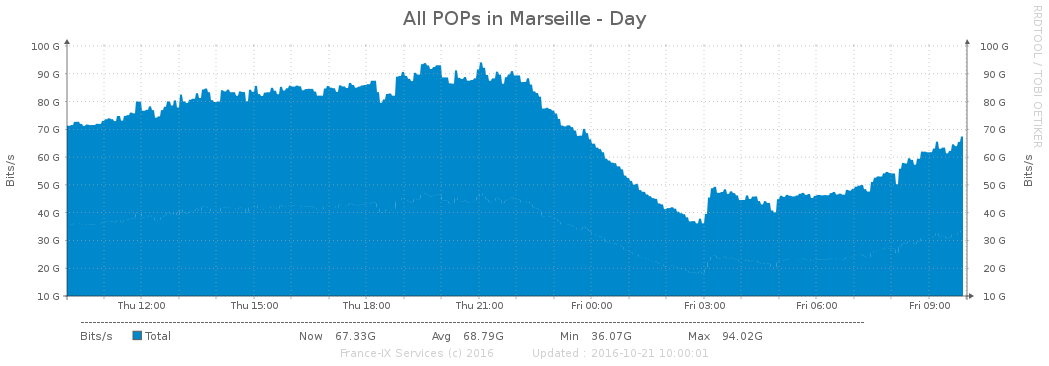 All POPs in Marseille - Day
RRDTOOL / TOBI OETIKER
Bits/s
100 G
90 G
80 G
70 G
60 G
50 G
40 G
30 G
20 G
10 G
100 G
90 G
80 G
70 G
60 G
50 G
40 G
30 G
20 G
10 G
Bits/s
Thu 12:00 Thu 15:00 Thu 18:00 Thu 21:00 Fri 00:00 Fri 03:00 Fri 06:00 Fri 09:00
Bits/s Total Now 67.33G Avg 68.79G Min 36.07G Max 94.02G
France-IX Services (c) 2016 Updated : 2016-10-21 10:00:01